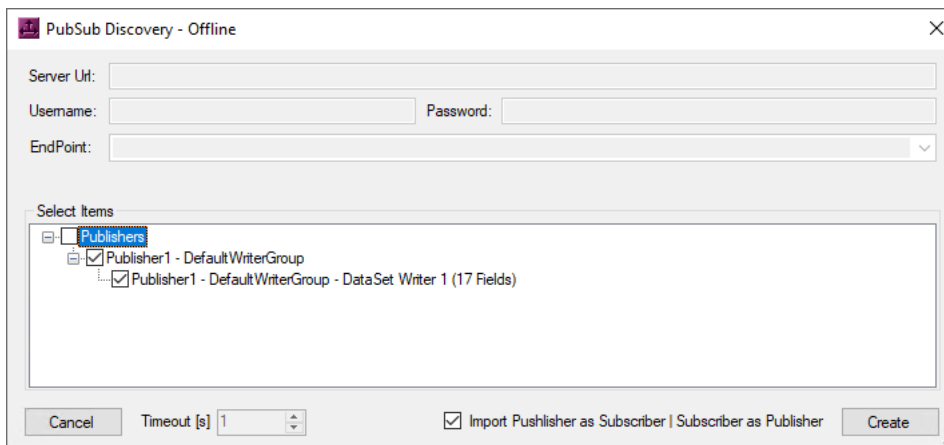 PubSub Discovery - Offline
Server Url:
Username:
Password:
EndPoint:
Select Items
Publishers
Publisher1 - DefaultWriterGroup
Publisher1 - DefaultWriterGroup - DataSet Writer 1 (17 Fields)
Cancel Timeout [s] 1 Import Pushlisher as Subscriber | Subscriber as Publisher Create